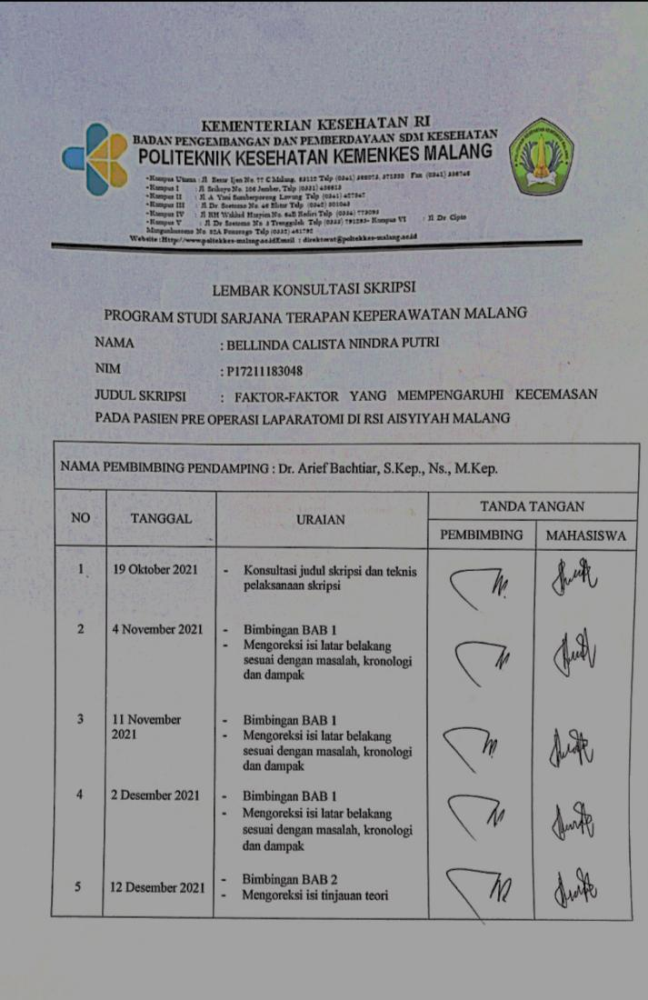 KEMENTERIAN KESEHATAN RI
BADAN PENGEMBANGAN DAN PEMBERDAYAAN SDM KESEHATAN
POLITEKNIK KESEHATAN KEMENKES MALANG
- Kampus Utama : Jl. Besar Ijen No. 77 C Malang, 65112 Telp (0341) 566075, 571388 Fax (0341) 556746
- Kampus I : Jl. Srikoyo No. 106 Jember, Telp (0331) 486613
- Kampus II : Jl. A. Yani Sumberporong Lawang Telp (0341) 427847
- Kampus III : Jl. Dr. Soetomo No. 46 Blitar Telp (0342) 801043
- Kampus IV : Jl. KH Wakhid Hasyim No. 64B Kediri Telp (0354) 773095
- Kampus V : Jl. Dr Soetomo No. 5 Trenggalek Telp (0355) 791293- Kampus VI : Jl Dr. Cipto
Mangunkusumo No. 82A Ponorogo Telp (0352) 461792
Website : Http://www.poltekkes-malang.ac.id Email : direktorat@poltekkes-malang.ac.id
LEMBAR KONSULTASI SKRIPSI
PROGRAM STUDI SARJANA TERAPAN KEPERAWATAN MALANG
NAMA : BELLINDA CALISTA NINDRA PUTRI
NIM : P17211183048
JUDUL SKRIPSI : FAKTOR-FAKTOR YANG MEMPENGARUHI KECEMASAN
PADA PASIEN PRE OPERASI LAPARATOMI DI RSI AISYIYAH MALANG
NAMA PEMBIMBING PENDAMPING : Dr. Arief Bachtiar, S.Kep., Ns., M.Kep.
NO TANGGAL URAIAN TANDA TANGAN
PEMBIMBING MAHASISWA
1 19 Oktober 2021 - Konsultasi judul skripsi dan teknis
pelaksanaan skripsi
2 4 November 2021 - Bimbingan BAB 1
- Mengoreksi isi latar belakang
sesuai dengan masalah, kronologi
dan dampak
3 11 November - Bimbingan BAB 1
2021 - Mengoreksi isi latar belakang
sesuai dengan masalah, kronologi
dan dampak
4 2 Desember 2021 - Bimbingan BAB 1
- Mengoreksi isi latar belakang
sesuai dengan masalah, kronologi
dan dampak
5 12 Desember 2021 - Bimbingan BAB 2
- Mengoreksi isi tinjauan teori